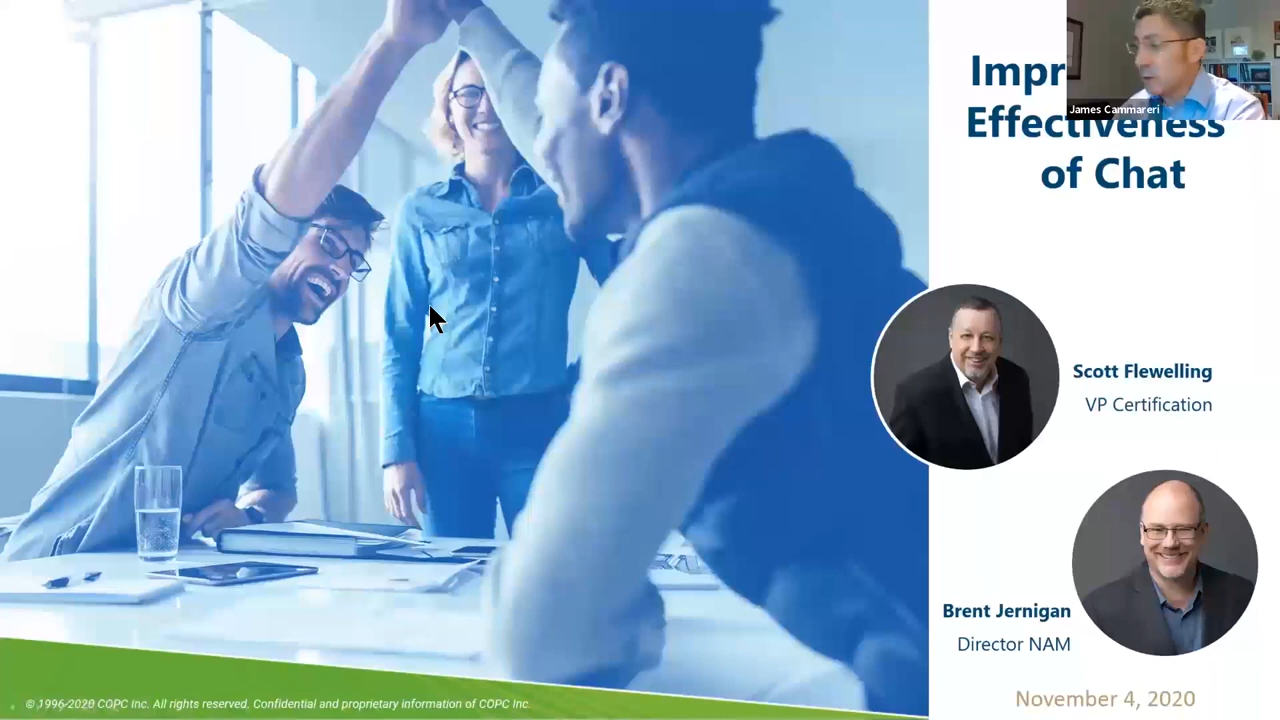 James Cammareri
Impr
Effectiveness
of Chat
Scott Flewelling
VP Certification
Brent Jernigan
Director NAM
November 4, 2020
© 1996-2020 COPC Inc. All rights reserved. Confidential and proprietary information of COPC Inc.